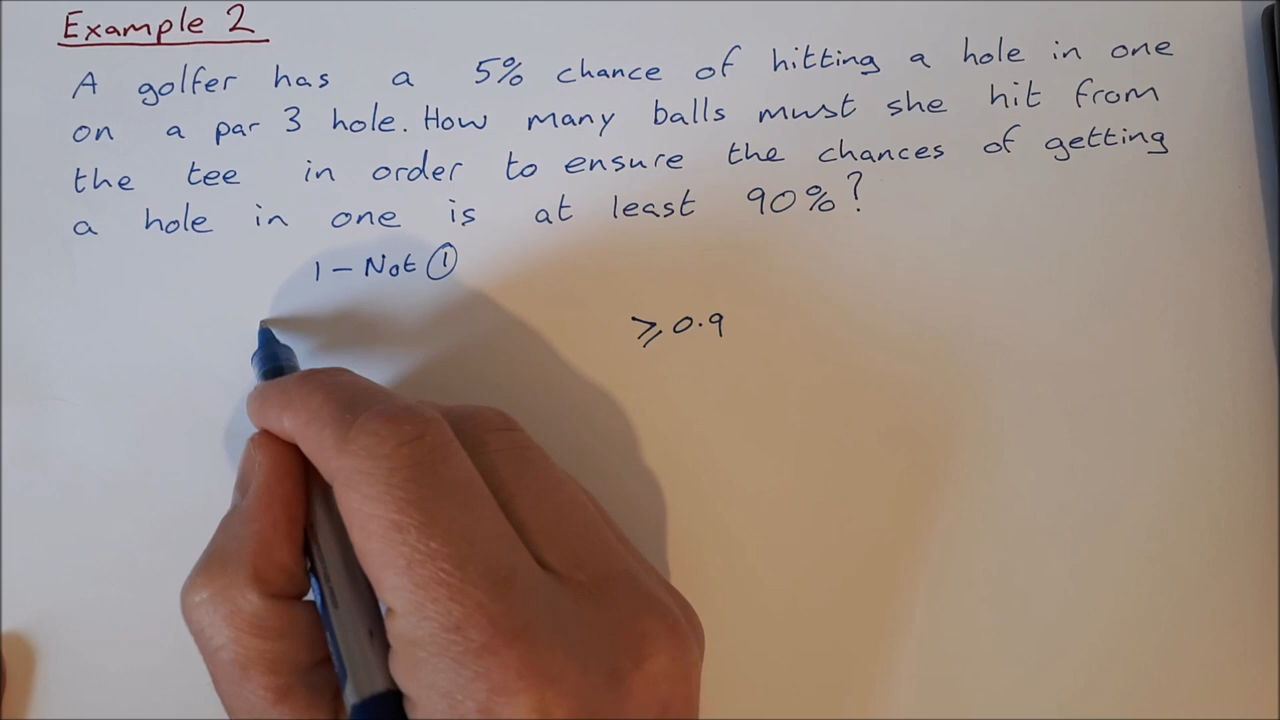 Example 2
A golfer has a 5% chance of hitting a hole in one
on a par 3 hole. How many balls must she hit from
the tee in order to ensure the chances of getting
a hole in one is at least 90%?
1 - Not ①
⩾ 0.9